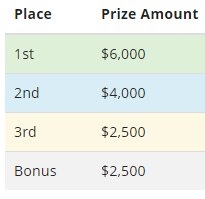 Place Prize Amount
1st $6,000
2nd $4,000
3rd $2,500
Bonus $2,500